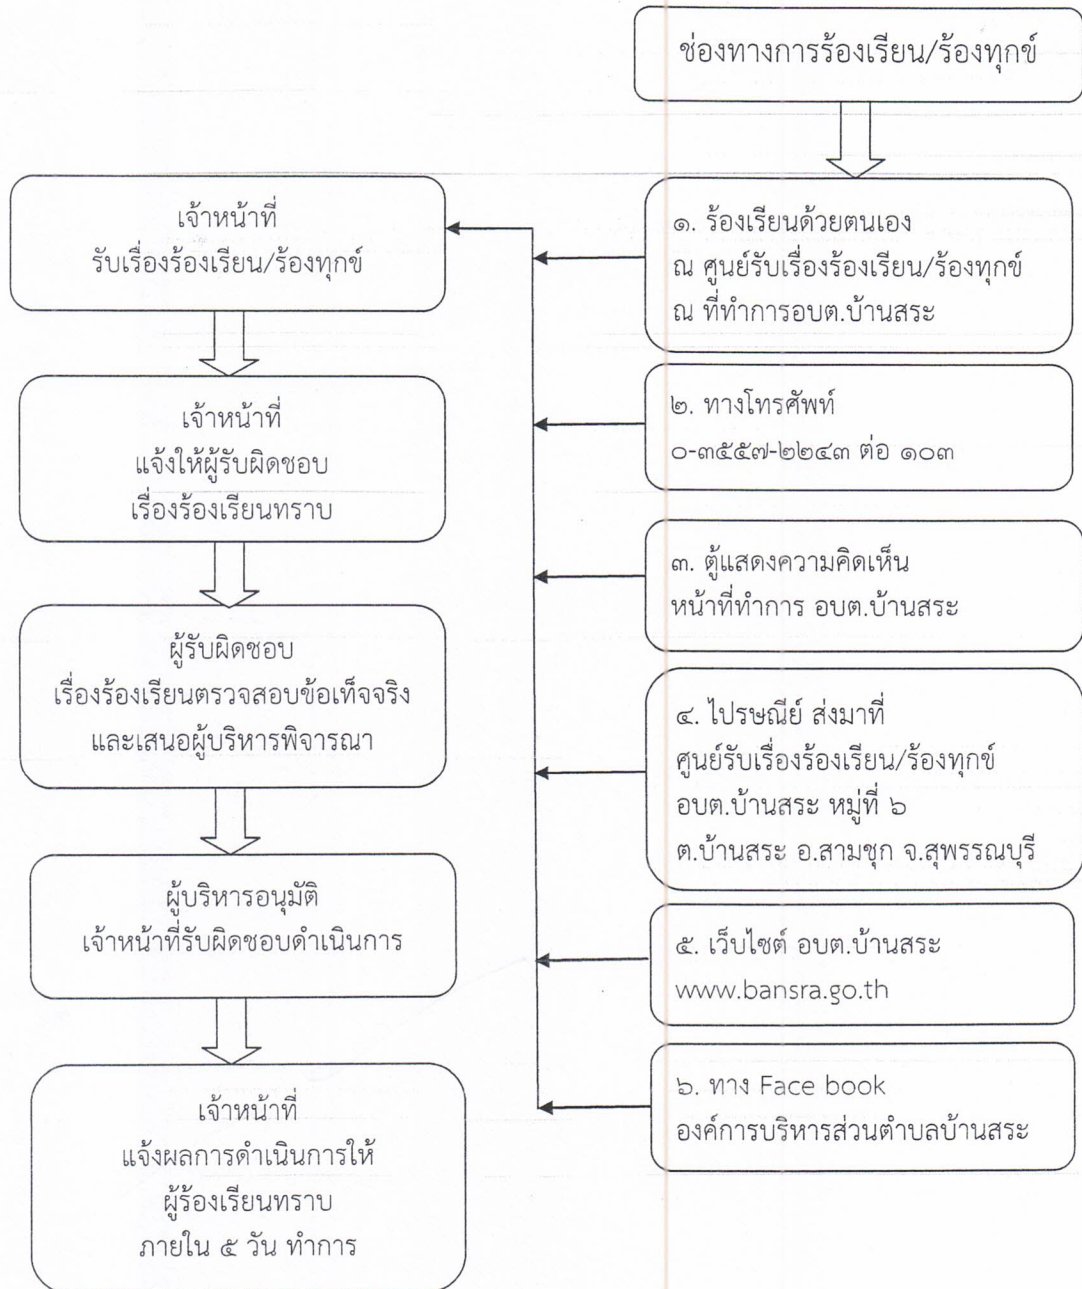 ช่องทางการร้องเรียน/ร้องทุกข์
๑. ร้องเรียนด้วยตนเอง
ณ ศูนย์รับเรื่องร้องเรียน/ร้องทุกข์
ณ ที่ทำการอบต.บ้านสระ
๒. ทางโทรศัพท์
๐-๓๕๕๗-๒๒๔๓ ต่อ ๑๐๓
๓. ตู้แสดงความคิดเห็น
หน้าที่ทำการ อบต.บ้านสระ
๔. ไปรษณีย์ ส่งมาที่
ศูนย์รับเรื่องร้องเรียน/ร้องทุกข์
อบต.บ้านสระ หมู่ที่ ๖
ต.บ้านสระ อ.สามชุก จ.สุพรรณบุรี
๕. เว็บไซต์ อบต.บ้านสระ
www.bansra.go.th
๖. ทาง Face book
องค์การบริหารส่วนตำบลบ้านสระ
เจ้าหน้าที่
รับเรื่องร้องเรียน/ร้องทุกข์
เจ้าหน้าที่
แจ้งให้ผู้รับผิดชอบ
เรื่องร้องเรียนทราบ
ผู้รับผิดชอบ
เรื่องร้องเรียนตรวจสอบข้อเท็จจริง
และเสนอผู้บริหารพิจารณา
ผู้บริหารอนุมัติ
เจ้าหน้าที่รับผิดชอบดำเนินการ
เจ้าหน้าที่
แจ้งผลการดำเนินการให้
ผู้ร้องเรียนทราบ
ภายใน ๕ วัน ทำการ